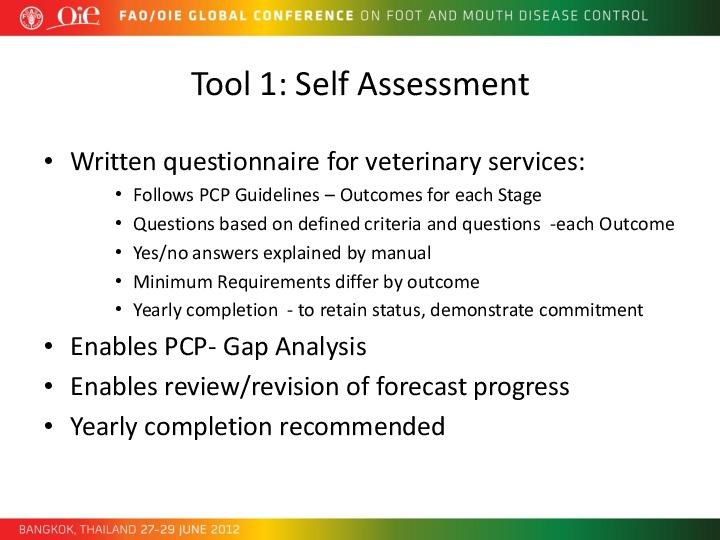 OIE FAO/OIE GLOBAL CONFERENCE ON FOOT AND MOUTH DISEASE CONTROL
Tool 1: Self Assessment
• Written questionnaire for veterinary services:
• Follows PCP Guidelines – Outcomes for each Stage
• Questions based on defined criteria and questions -each Outcome
• Yes/no answers explained by manual
• Minimum Requirements differ by outcome
• Yearly completion - to retain status, demonstrate commitment
• Enables PCP- Gap Analysis
• Enables review/revision of forecast progress
• Yearly completion recommended
BANGKOK, THAILAND 27-29 JUNE 2012